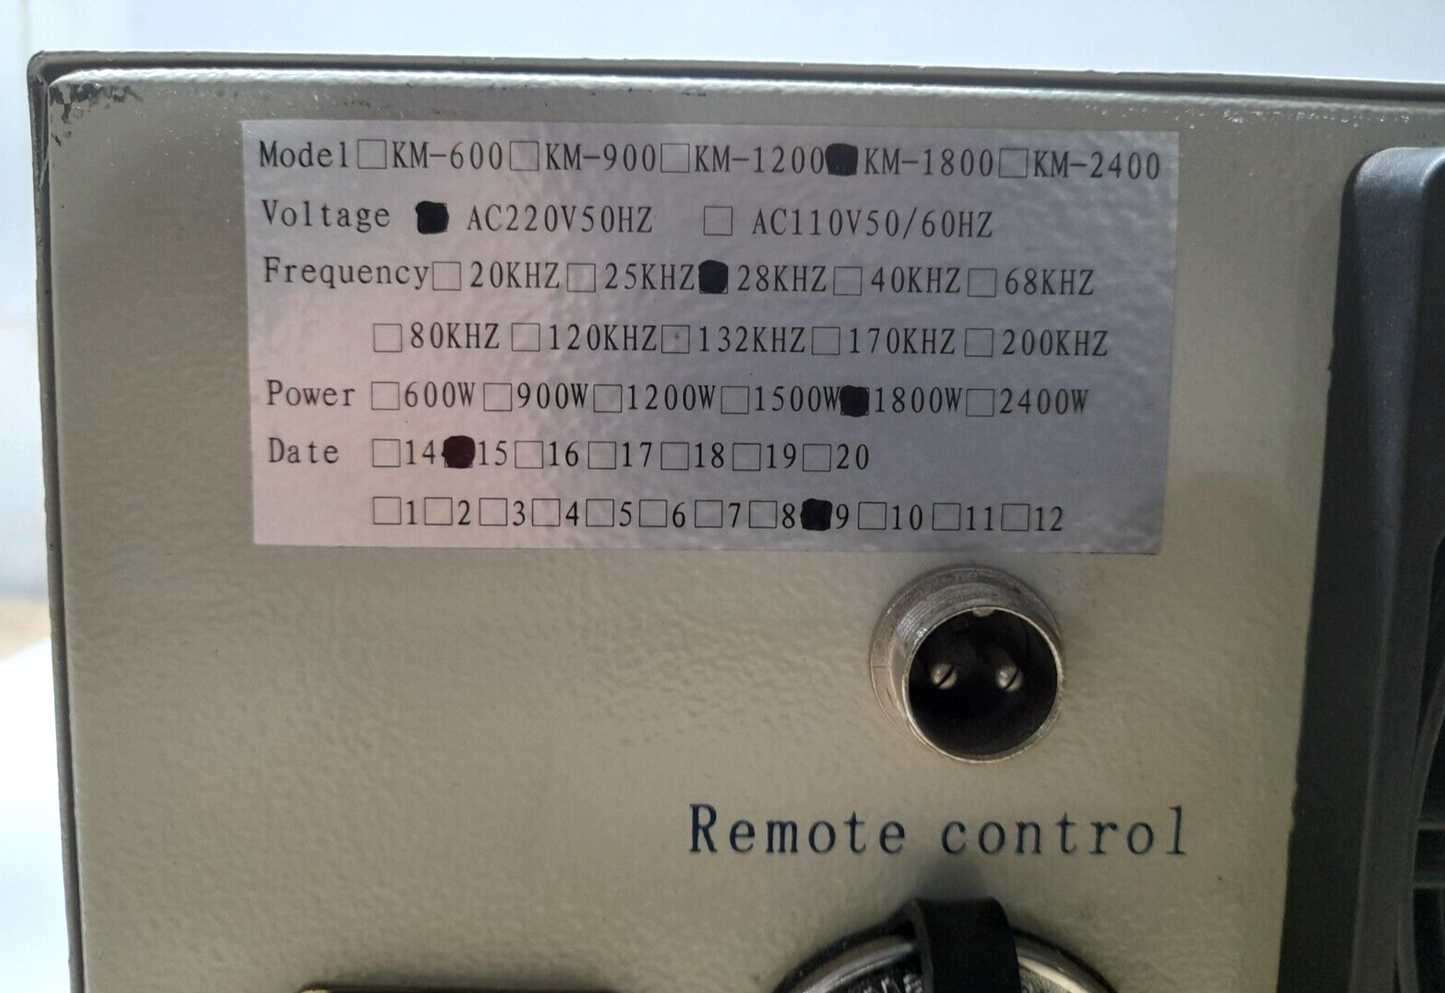 Model□KM-600□KM-900□KM-1200■KM-1800□KM-2400
Voltage ■ AC220V50HZ □ AC110V50/60HZ
Frequency□20KHZ□25KHZ■28KHZ□40KHZ□68KHZ
□80KHZ□120KHZ□132KHZ□170KHZ□200KHZ
Power □600W□900W□1200W□1500W■1800W□2400W
Date □14■15□16□17□18□19□20
□1□2□3□4□5□6□7□8■9□10□11□12
Remote control